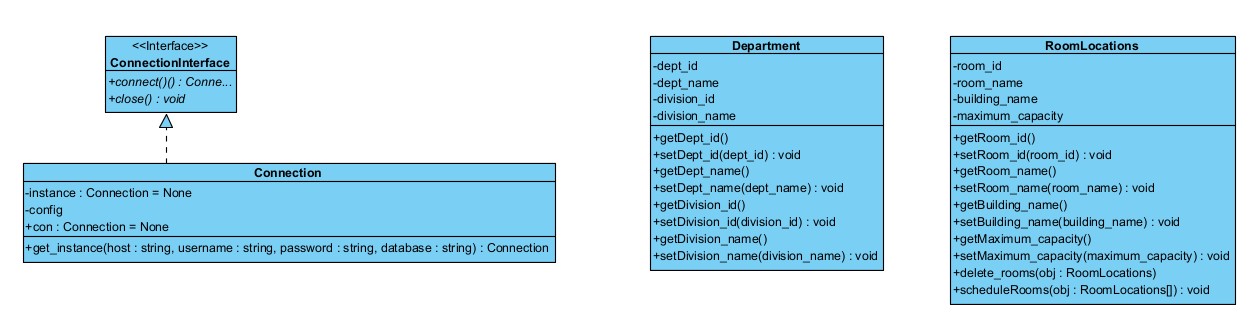 <<Interface>>
ConnectionInterface
+connect()() : Conne...
+close() : void
Connection
-instance : Connection = None
-config
+con : Connection = None
+get_instance(host : string, username : string, password : string, database : string) : Connection
Department
-dept_id
-dept_name
-division_id
-division_name
+getDept_id()
+setDept_id(dept_id) : void
+getDept_name()
+setDept_name(dept_name) : void
+getDivision_id()
+setDivision_id(division_id) : void
+getDivision_name()
+setDivision_name(division_name) : void
RoomLocations
-room_id
-room_name
-building_name
-maximum_capacity
+getRoom_id()
+setRoom_id(room_id) : void
+getRoom_name()
+setRoom_name(room_name) : void
+getBuilding_name()
+setBuilding_name(building_name) : void
+getMaximum_capacity()
+setMaximum_capacity(maximum_capacity) : void
+delete_rooms(obj : RoomLocations)
+scheduleRooms(obj : RoomLocations[]) : void